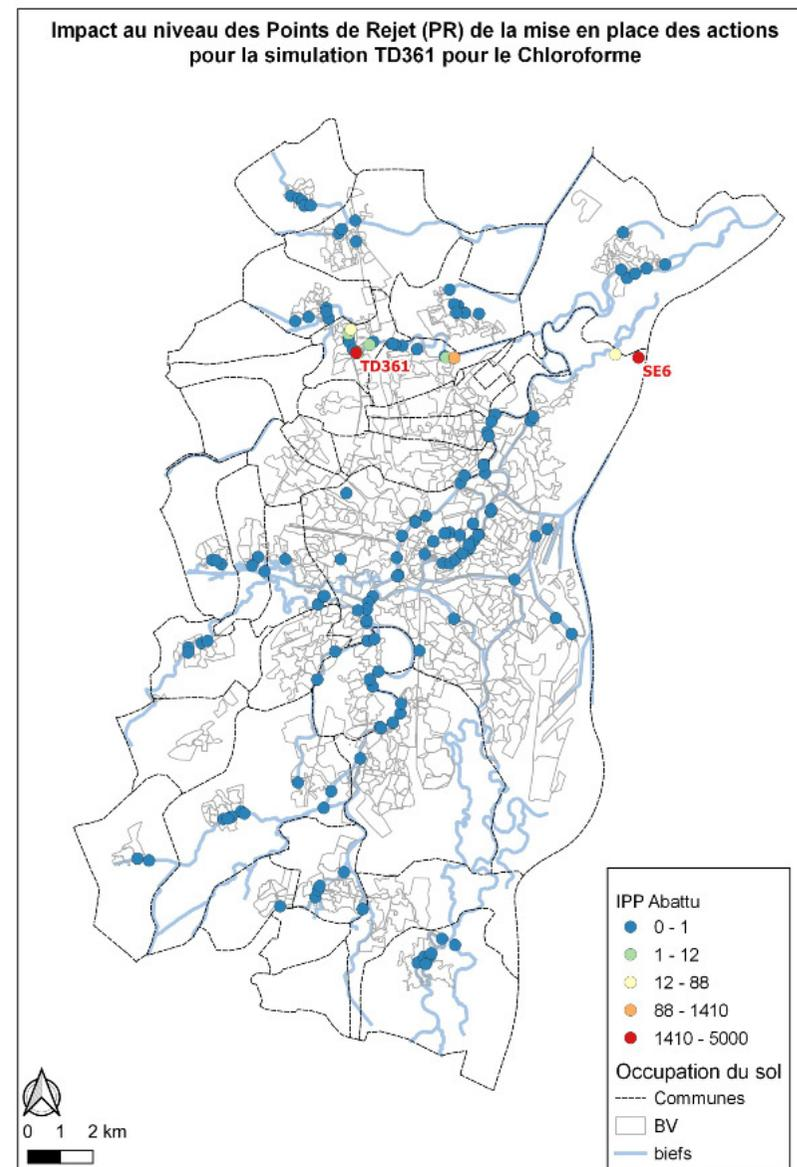 Impact au niveau des Points de Rejet (PR) de la mise en place des actions
pour la simulation TD361 pour le Chloroforme
TD361
SE6
IPP Abattu
0 - 1
1 - 12
12 - 88
88 - 1410
1410 - 5000
Occupation du sol
Communes
BV
biefs
0 1 2 km